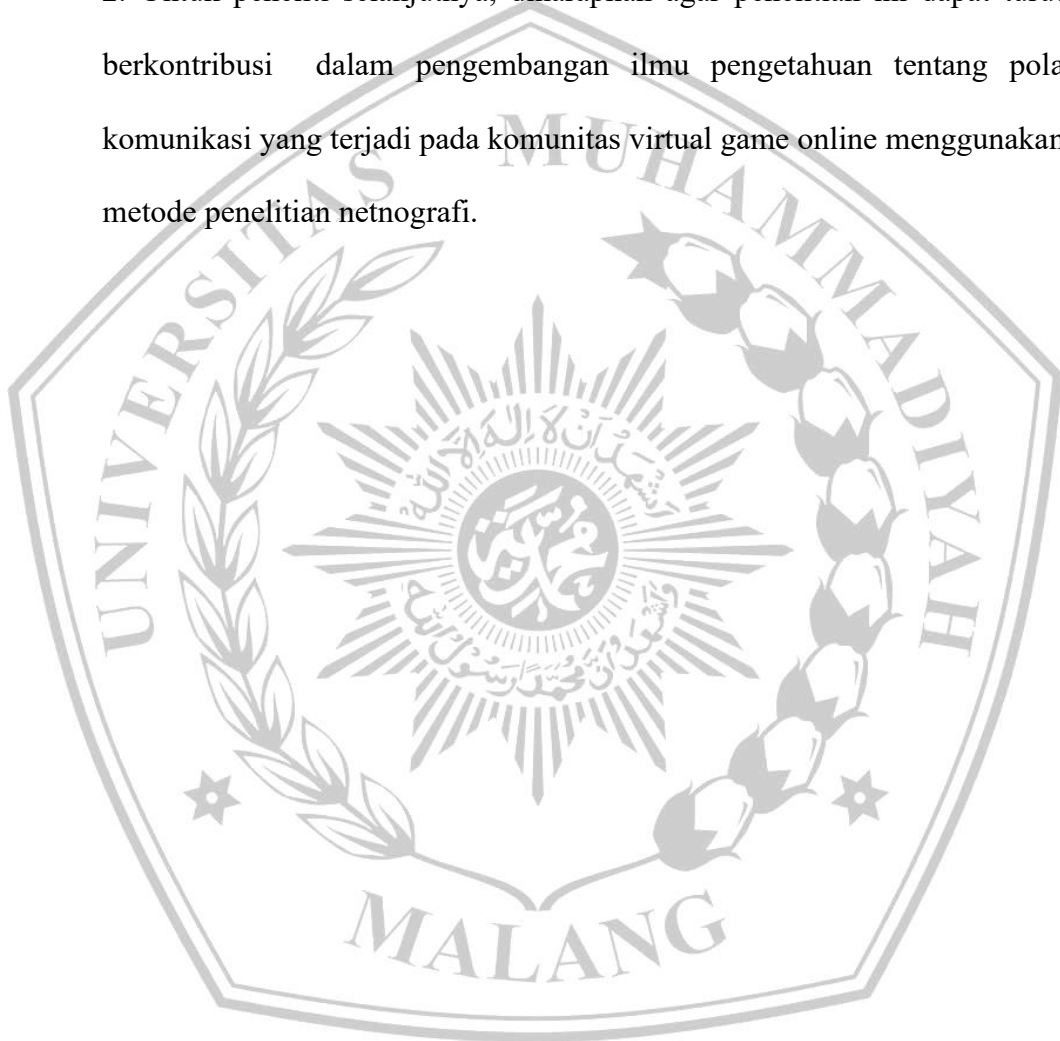 berkontribusi dalam pengembangan ilmu pengetahuan tentang pola
komunikasi yang terjadi pada komunitas virtual game online menggunakan
metode penelitian netnografi.
UNIVERSITAS MUHAMMADIYAH
MALANG